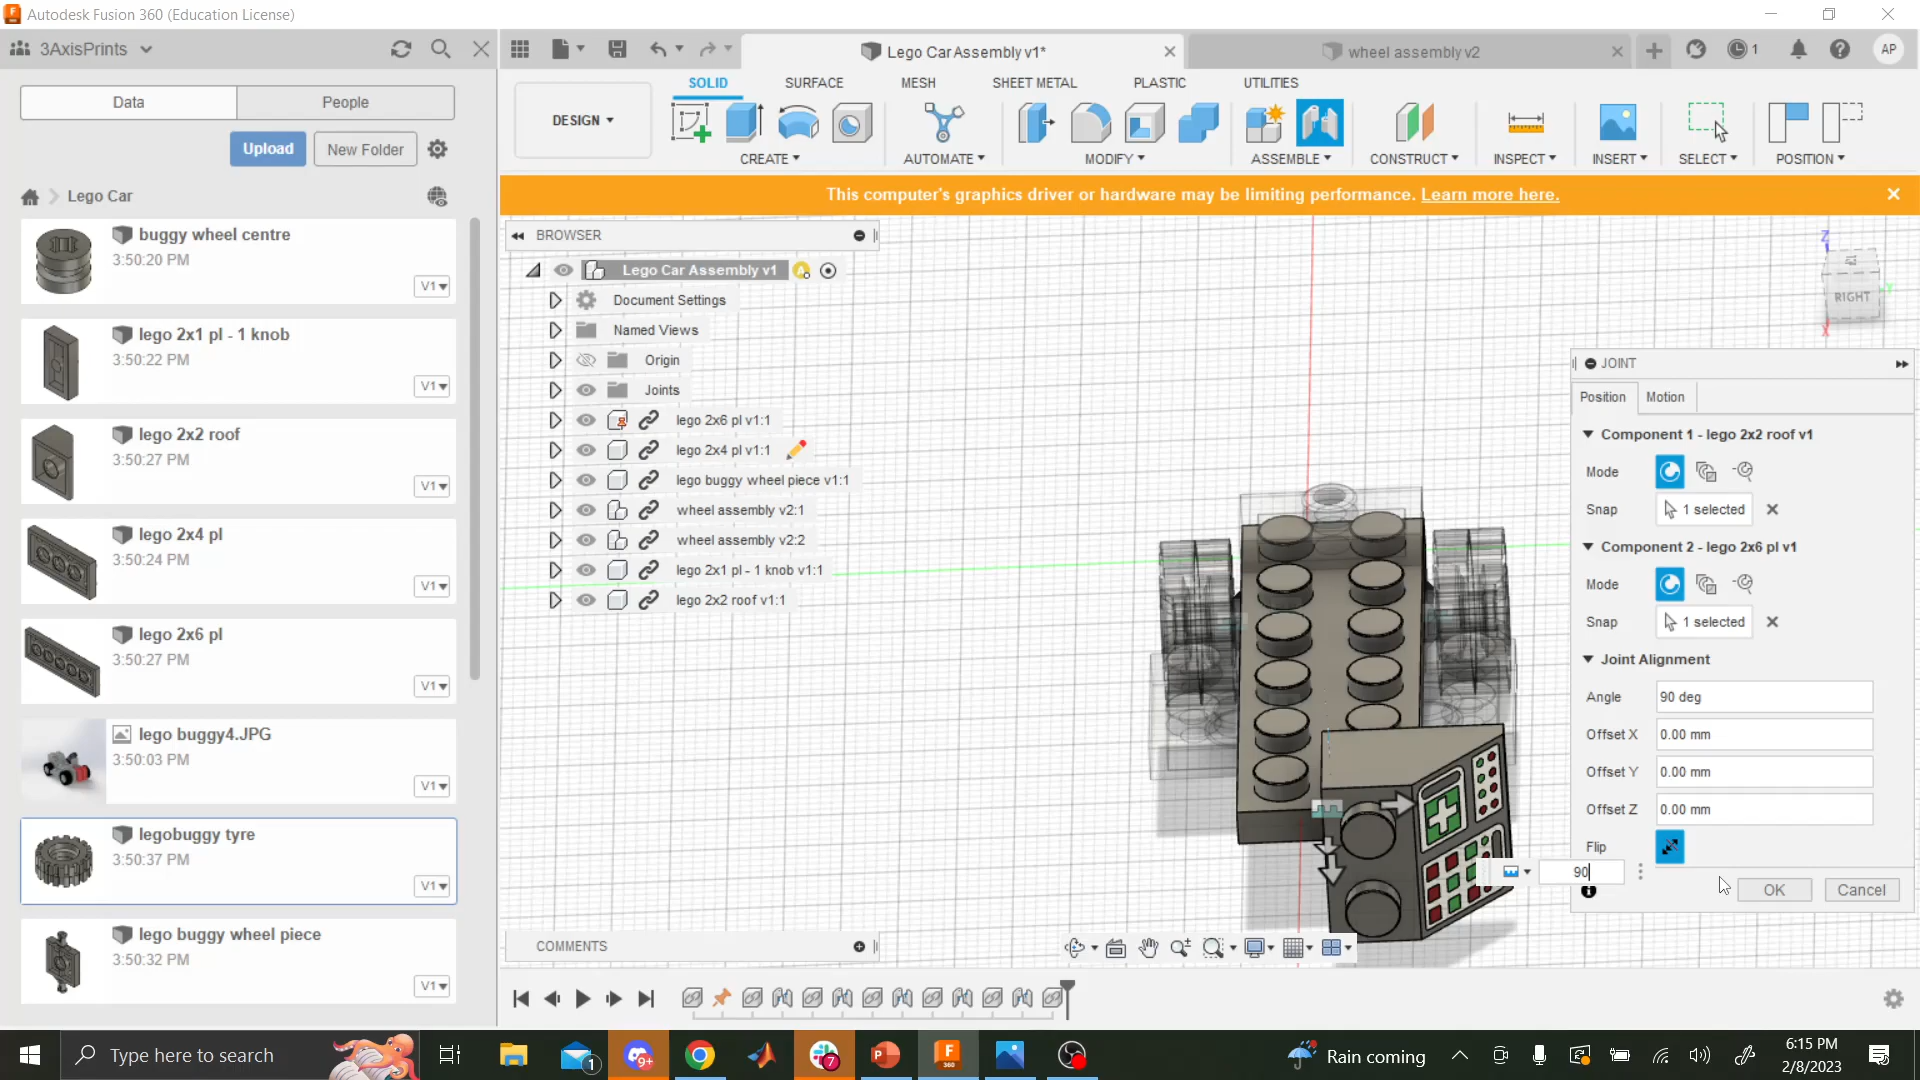 Autodesk Fusion 360 (Education License)
3AxisPrints
Data
People
Upload
New Folder
Lego Car
buggy wheel centre
3:50:20 PM
V1
lego 2x1 pl - 1 knob
3:50:22 PM
V1
lego 2x2 roof
3:50:27 PM
V1
lego 2x4 pl
3:50:24 PM
V1
lego 2x6 pl
3:50:27 PM
V1
lego buggy4.JPG
3:50:03 PM
V1
legobuggy tyre
3:50:37 PM
V1
lego buggy wheel piece
3:50:32 PM
V1
Lego Car Assembly v1*
wheel assembly v2
1
AP
DESIGN
SOLID
SURFACE
MESH
SHEET METAL
PLASTIC
UTILITIES
CREATE
AUTOMATE
MODIFY
ASSEMBLE
CONSTRUCT
INSPECT
INSERT
SELECT
POSITION
This computer's graphics driver or hardware may be limiting performance. Learn more here.
BROWSER
Lego Car Assembly v1
Document Settings
Named Views
Origin
Joints
lego 2x6 pl v1:1
lego 2x4 pl v1:1
lego buggy wheel piece v1:1
wheel assembly v2:1
wheel assembly v2:2
lego 2x1 pl - 1 knob v1:1
lego 2x2 roof v1:1
Z
RIGHT
Y
X
JOINT
Position
Motion
Component 1 - lego 2x2 roof v1
Mode
Snap
1 selected
Component 2 - lego 2x6 pl v1
Mode
Snap
1 selected
Joint Alignment
Angle
90 deg
Offset X
0.00 mm
Offset Y
0.00 mm
Offset Z
0.00 mm
Flip
90
OK
Cancel
COMMENTS
Type here to search
1
9+
7
F
360
Rain coming
6:15 PM
2/8/2023